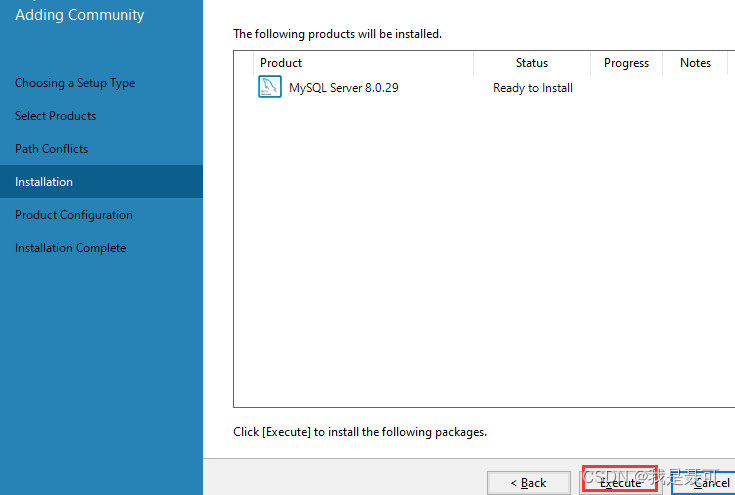 Adding Community
Choosing a Setup Type
Select Products
Path Conflicts
Installation
Product Configuration
Installation Complete
The following products will be installed.
Product Status Progress Notes
MySQL Server 8.0.29 Ready to Install
Click [Execute] to install the following packages.
< Back Execute Cancel
CSDN @我是聂可